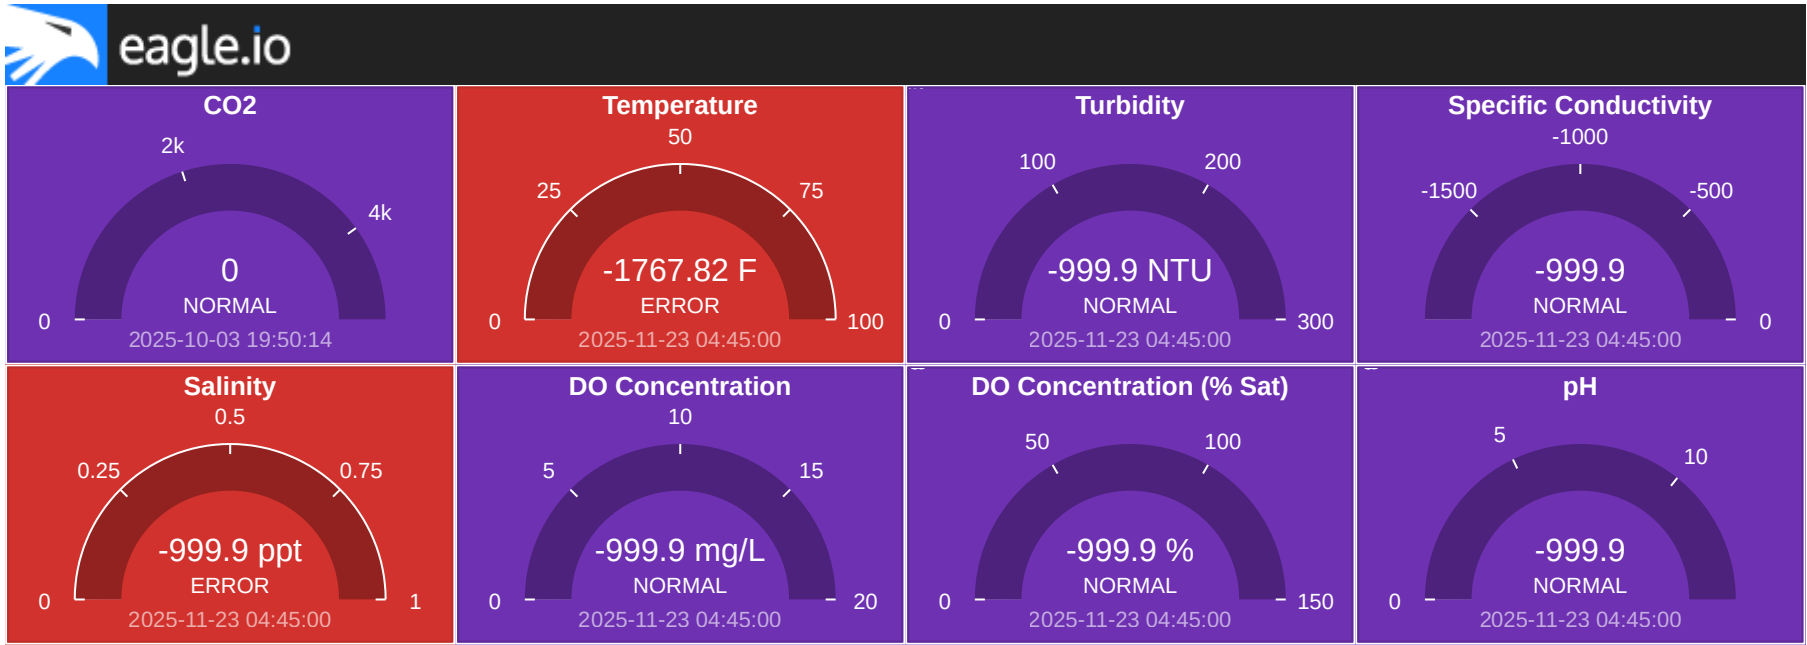 eagle.io
CO2
2k
4k
0
0
NORMAL
2025-10-03 19:50:14
Temperature
50
25
75
0
100
-1767.82 F
ERROR
2025-11-23 04:45:00
Turbidity
100
200
0
300
-999.9 NTU
NORMAL
2025-11-23 04:45:00
Specific Conductivity
-1000
-1500
-500
0
-999.9
NORMAL
2025-11-23 04:45:00
Salinity
0.5
0.25
0.75
0
1
-999.9 ppt
ERROR
2025-11-23 04:45:00
DO Concentration
10
5
15
0
20
-999.9 mg/L
NORMAL
2025-11-23 04:45:00
DO Concentration (% Sat)
50
100
0
150
-999.9 %
NORMAL
2025-11-23 04:45:00
pH
5
10
0
-999.9
NORMAL
2025-11-23 04:45:00